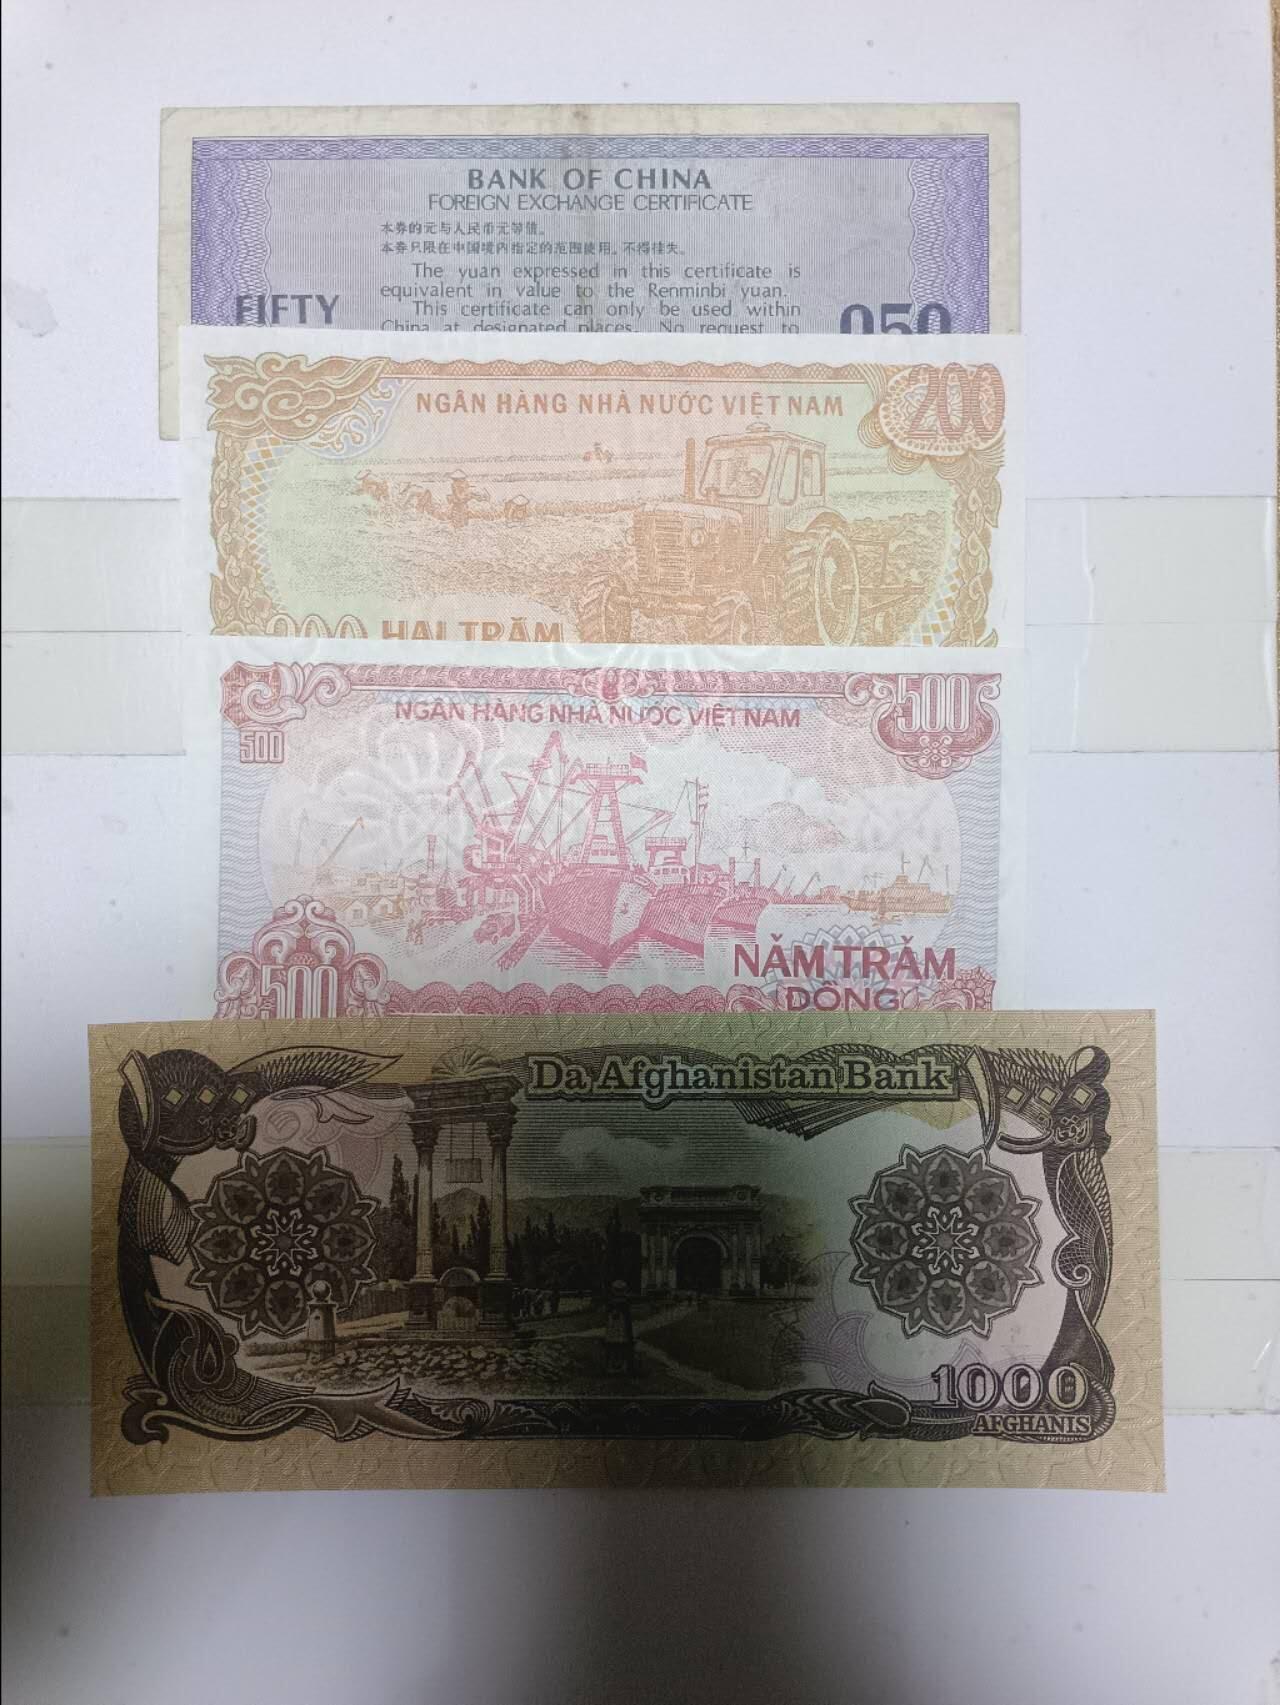 BANK OF CHINA
FOREIGN EXCHANGE CERTIFICATE
本券的元与人民币元等值。
本券只限在中国境内指定的范围使用。不得挂失。
The yuan expressed in this certificate is
equivalent in value to the Renminbi yuan.
This certificate can only be used within
China at designated places. No request to
FIFTY
050
NGÂN HÀNG NHÀ NƯỚC VIỆT NAM
200
200 HAI TRĂM
NGÂN HÀNG NHÀ NƯỚC VIỆT NAM
500
500
NĂM TRĂM
ĐỒNG
500
Da Afghanistan Bank
۱۰۰۰
۱۰۰۰
1000
AFGHANIS